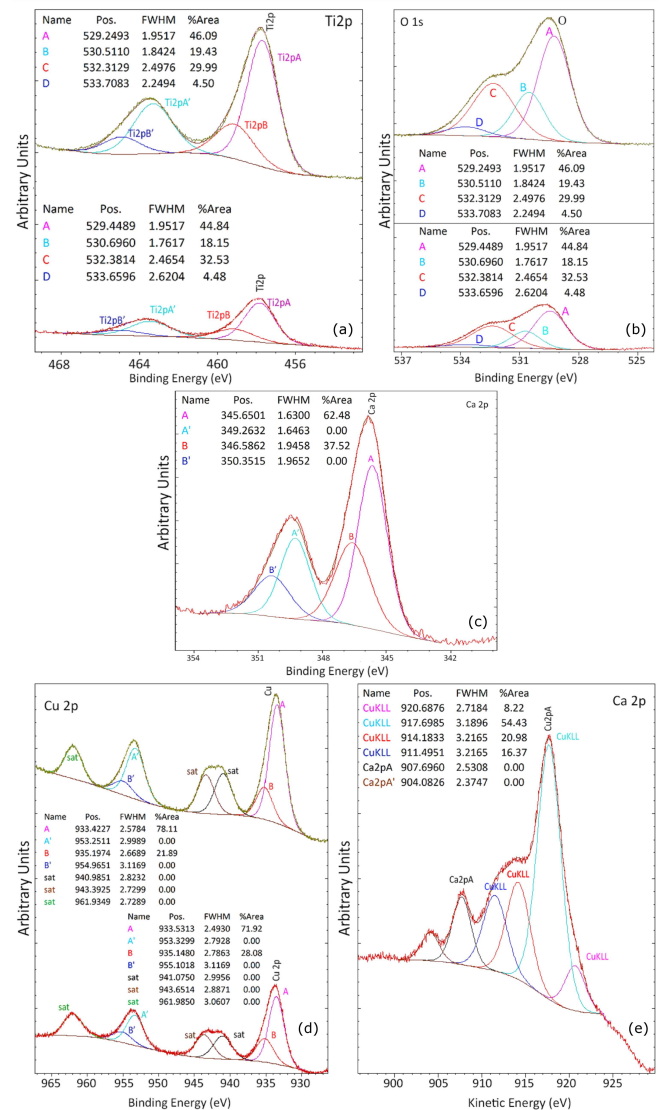 Name Pos. FWHM %Area
A 529.2493 1.9517 46.09
B 530.5110 1.8424 19.43
C 532.3129 2.4976 29.99
D 533.7083 2.2494 4.50
Ti2p
Ti2p
Ti2pA
Ti2pA'
Ti2pB
Ti2pB'
Name Pos. FWHM %Area
A 529.4489 1.9517 44.84
B 530.6960 1.7617 18.15
C 532.3814 2.4654 32.53
D 533.6596 2.6204 4.48
Ti2p
Ti2pA
Ti2pA'
Ti2pB
Ti2pB'
(a)
Arbitrary Units
468 464 460 456
Binding Energy (eV)
O 1s
O
A
B
C
D
Name Pos. FWHM %Area
A 529.2493 1.9517 46.09
B 530.5110 1.8424 19.43
C 532.3129 2.4976 29.99
D 533.7083 2.2494 4.50
Name Pos. FWHM %Area
A 529.4489 1.9517 44.84
B 530.6960 1.7617 18.15
C 532.3814 2.4654 32.53
D 533.6596 2.6204 4.48
A
B
C
D
(b)
Arbitrary Units
537 534 531 528 525
Binding Energy (eV)
Name Pos. FWHM %Area
A 345.6501 1.6300 62.48
A' 349.2632 1.6463 0.00
B 346.5862 1.9458 37.52
B' 350.3515 1.9652 0.00
Ca 2p
Ca 2p
A
B
A'
B'
(c)
Arbitrary Units
354 351 348 345 342
Binding Energy (eV)
Cu 2p
Cu
A
A'
sat
sat
sat
B'
B
Name Pos. FWHM %Area
A 933.4227 2.5784 78.11
A' 953.2511 2.9989 0.00
B 935.1974 2.6689 21.89
B' 954.9651 3.1169 0.00
sat 940.9851 2.8232 0.00
sat 943.3925 2.7299 0.00
sat 961.9349 2.7289 0.00
Name Pos. FWHM %Area
A 933.5313 2.4930 71.92
A' 953.3299 2.7928 0.00
B 935.1480 2.7863 28.08
B' 955.1018 3.1169 0.00
sat 941.0750 2.9956 0.00
sat 943.6514 2.8871 0.00
sat 961.9850 3.0607 0.00
Cu 2p
A
A'
sat
sat
sat
B'
B
(d)
Arbitrary Units
965 960 955 950 945 940 935 930
Binding Energy (eV)
Name Pos. FWHM %Area
CuKLL 920.6876 2.7184 8.22
CuKLL 917.6985 3.1896 54.43
CuKLL 914.1833 3.2165 20.98
CuKLL 911.4951 3.2165 16.37
Ca2pA 907.6960 2.5308 0.00
Ca2pA' 904.0826 2.3747 0.00
Ca 2p
Cu2pA
CuKLL
CuKLL
CuKLL
Ca2pA
CuKLL
(e)
Arbitrary Units
900 905 910 915 920 925
Kinetic Energy (eV)